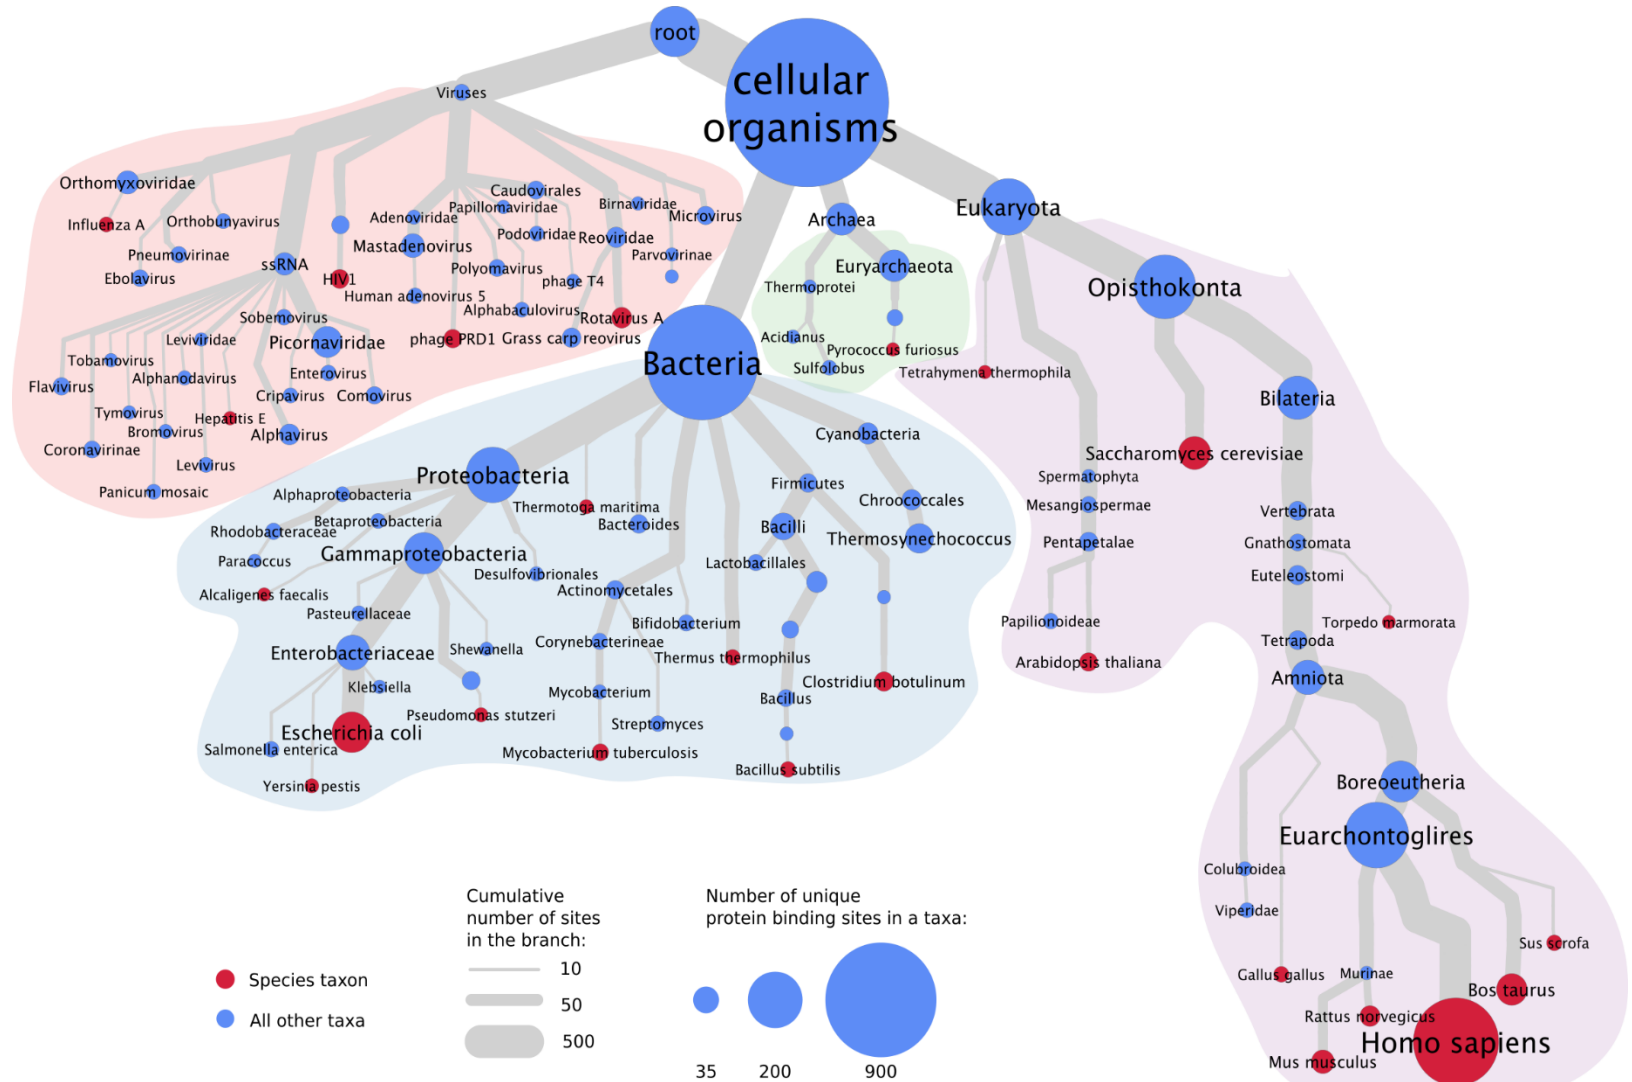 root
cellular
organisms
Viruses
Orthomyxoviridae
Influenza A
Orthobunyavirus
Pneumovirinae
Ebolavirus
ssRNA
HIV1
Adenoviridae
Mastadenovirus
Human adenovirus 5
Caudovirales
Papillomaviridae
Podoviridae
Polyomavirus
phage T4
Alphabaculovirus
phage PRD1
Birnaviridae
Microvirus
Reoviridae
Parvovirinae
Rotavirus A
Grass carp reovirus
Sobemovirus
Picornaviridae
Leviviridae
Tobamovirus
Flavivirus
Alphanodavirus
Enterovirus
Cripavirus
Comovirus
Tymovirus
Hepatitis E
Bromovirus
Alphavirus
Coronavirinae
Levivirus
Panicum mosaic
Archaea
Euryarchaeota
Thermoprotei
Acidianus
Pyrococcus furiosus
Sulfolobus
Eukaryota
Opisthokonta
Tetrahymena thermophila
Bilateria
Saccharomyces cerevisiae
Spermatophyta
Mesangiospermae
Pentapetalae
Papilionoideae
Arabidopsis thaliana
Vertebrata
Gnathostomata
Euteleostomi
Torpedo marmorata
Tetrapoda
Amniota
Boreoeutheria
Euarchontoglires
Colubroidea
Viperidae
Gallus gallus
Murinae
Sus scrofa
Bos taurus
Rattus norvegicus
Homo sapiens
Mus musculus
Bacteria
Proteobacteria
Cyanobacteria
Alphaproteobacteria
Thermotoga maritima
Firmicutes
Chroococcales
Betaproteobacteria
Rhodobacteraceae
Bacteroides
Bacilli
Thermosynechococcus
Gammaproteobacteria
Paracoccus
Desulfovibrionales
Lactobacillales
Alcaligenes faecalis
Actinomycetales
Pasteurellaceae
Bifidobacterium
Enterobacteriaceae
Shewanella
Corynebacterineae
Thermus thermophilus
Klebsiella
Clostridium botulinum
Mycobacterium
Bacillus
Pseudomonas stutzeri
Streptomyces
Escherichia coli
Salmonella enterica
Mycobacterium tuberculosis
Bacillus subtilis
Yersinia pestis
Species taxon
All other taxa
Cumulative
number of sites
in the branch:
10
50
500
Number of unique
protein binding sites in a taxa:
35 200 900